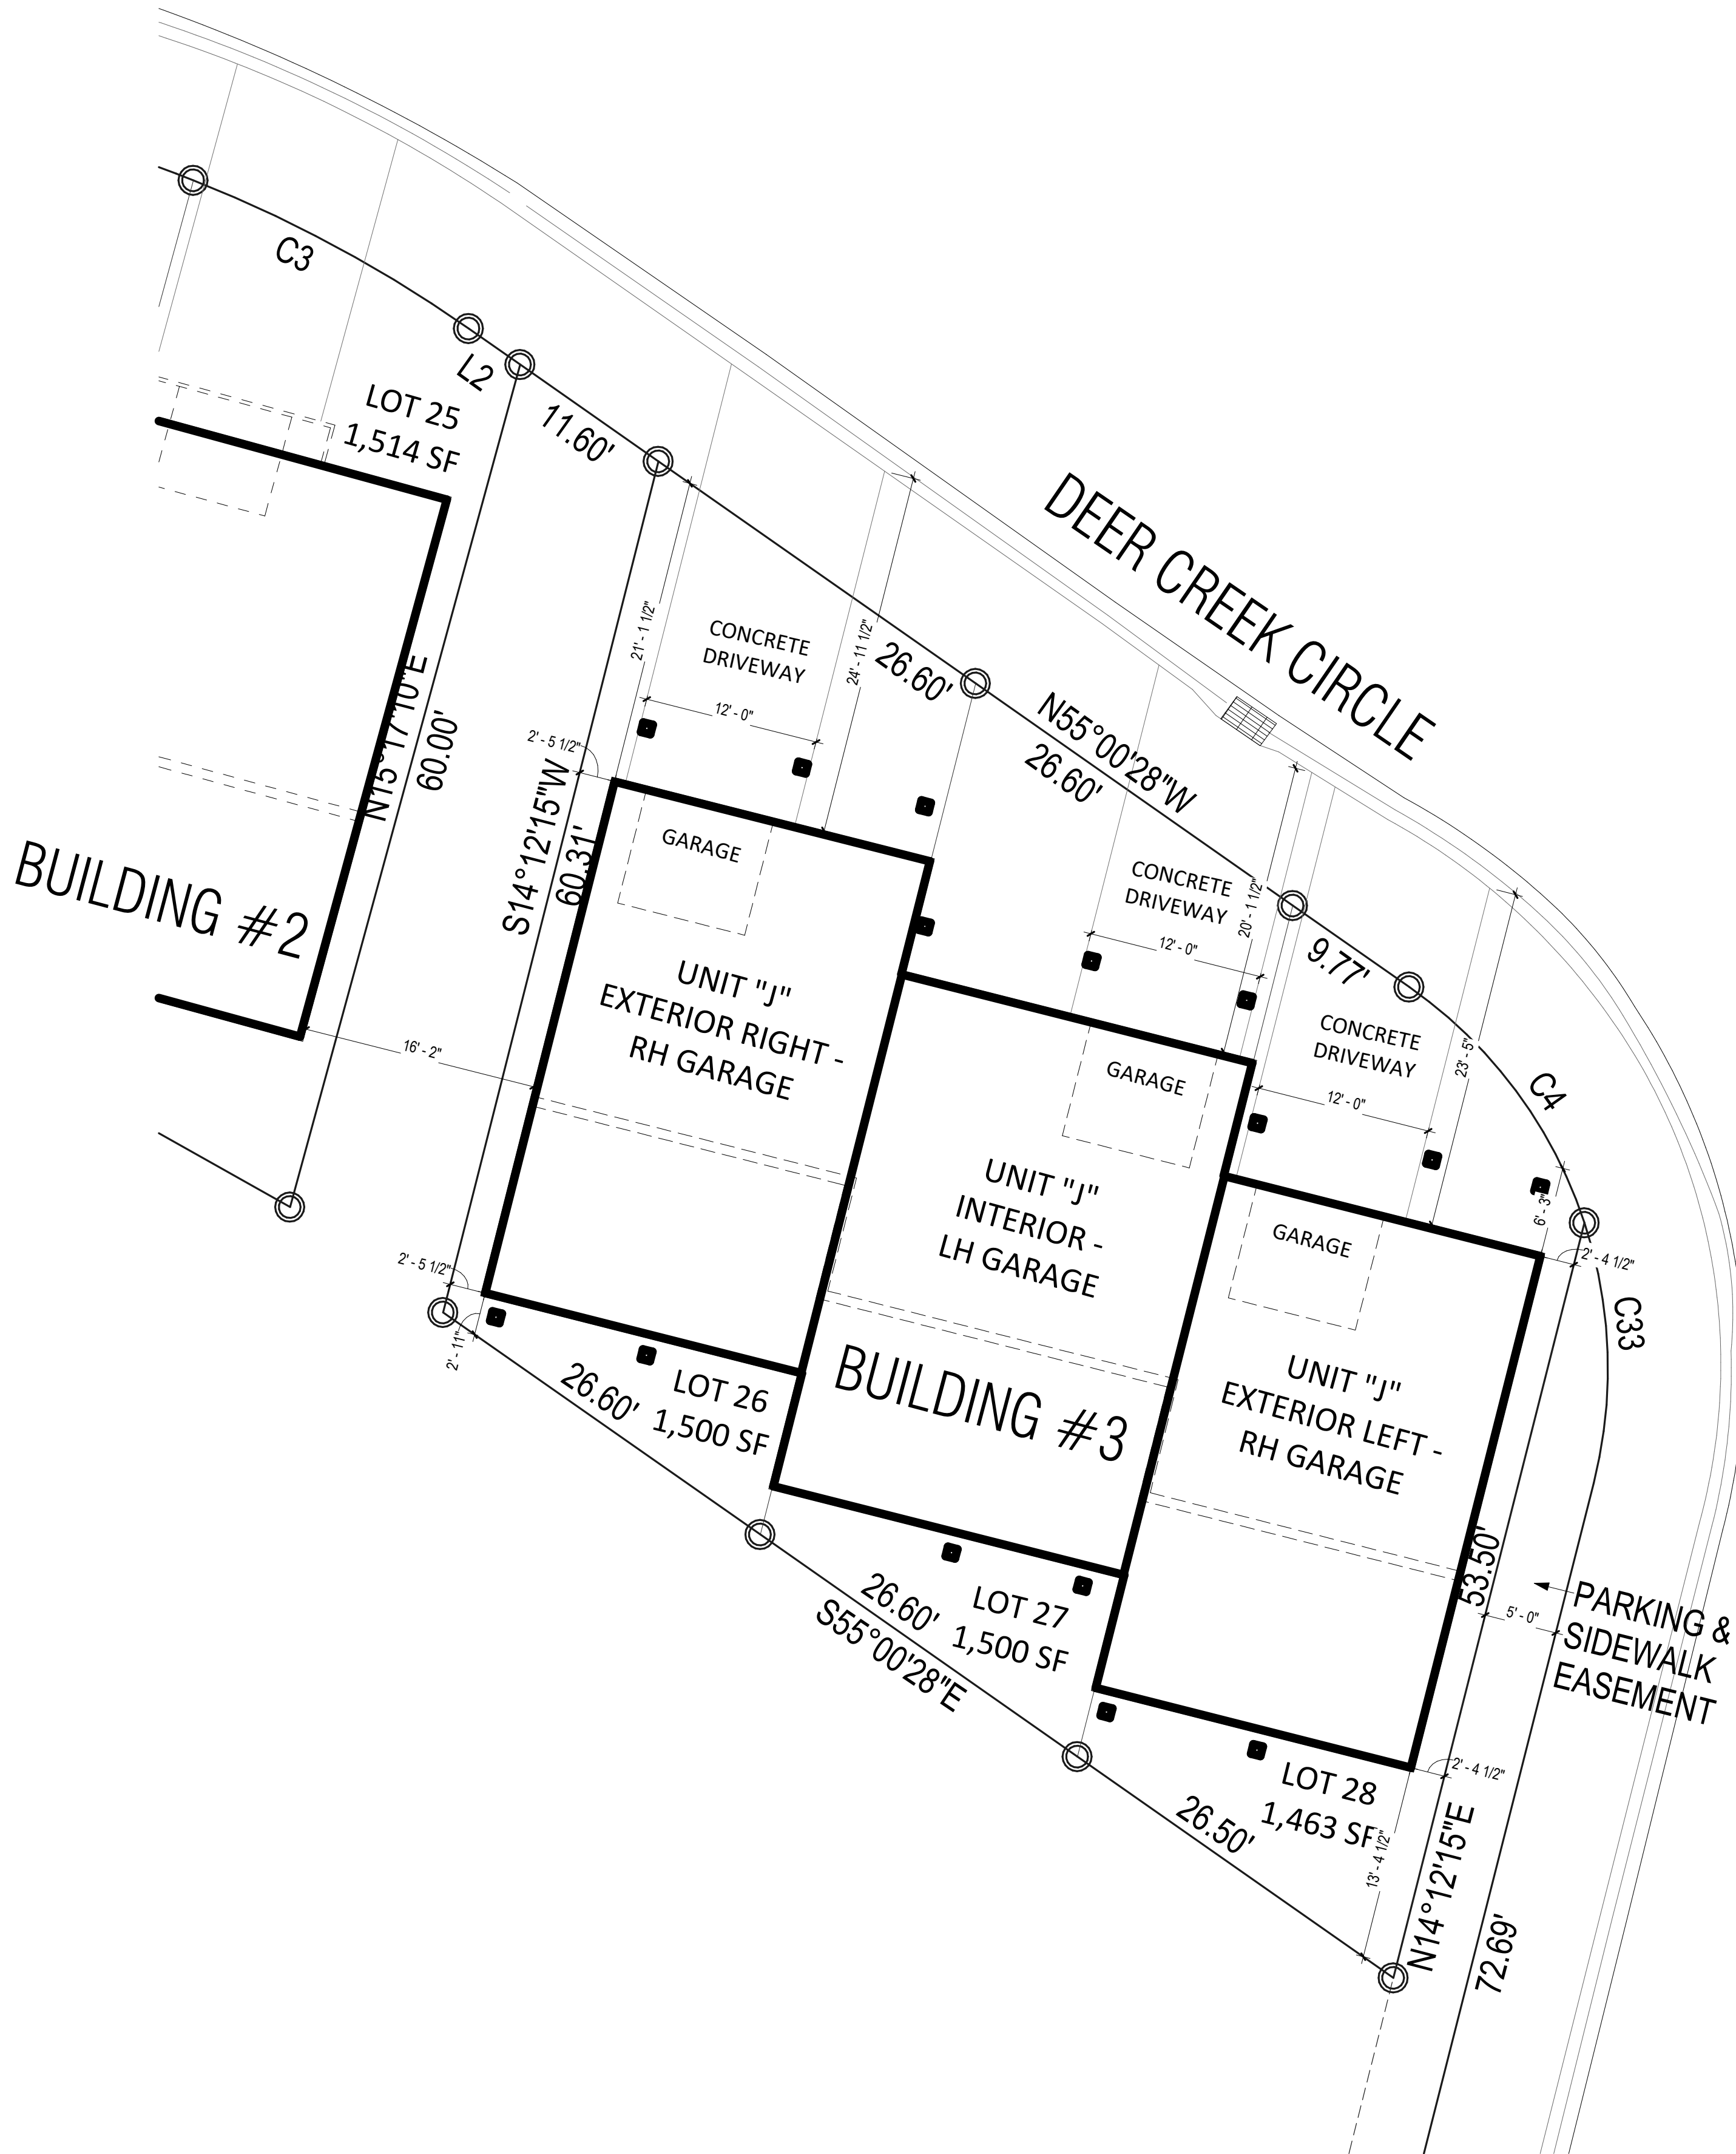 C3
L2
LOT 25
1,514 SF
11.60'
DEER CREEK CIRCLE
21' - 1 1/2"
CONCRETE
DRIVEWAY
24' - 11 1/2"
26.60'
12' - 0"
N55°00'28"W
26.60'
N15°17'10"E
60.00'
2' - 5 1/2"
S14°12'15"W
60.31'
GARAGE
BUILDING #2
CONCRETE
DRIVEWAY
20' - 1 1/2"
12' - 0"
9.77'
UNIT "J"
EXTERIOR RIGHT -
RH GARAGE
16' - 2"
CONCRETE
DRIVEWAY
23' - 5"
12' - 0"
C4
GARAGE
UNIT "J"
INTERIOR -
LH GARAGE
6' - 3"
GARAGE
2' - 4 1/2"
C33
2' - 5 1/2"
2' - 11"
26.60'
LOT 26
1,500 SF
BUILDING #3
UNIT "J"
EXTERIOR LEFT -
RH GARAGE
53.50'
5' - 0"
PARKING &
SIDEWALK
EASEMENT
26.60'
S55°00'28"E
LOT 27
1,500 SF
2' - 4 1/2"
LOT 28
1,463 SF
26.50'
13' - 4 1/2"
N14°12'15"E
72.69'